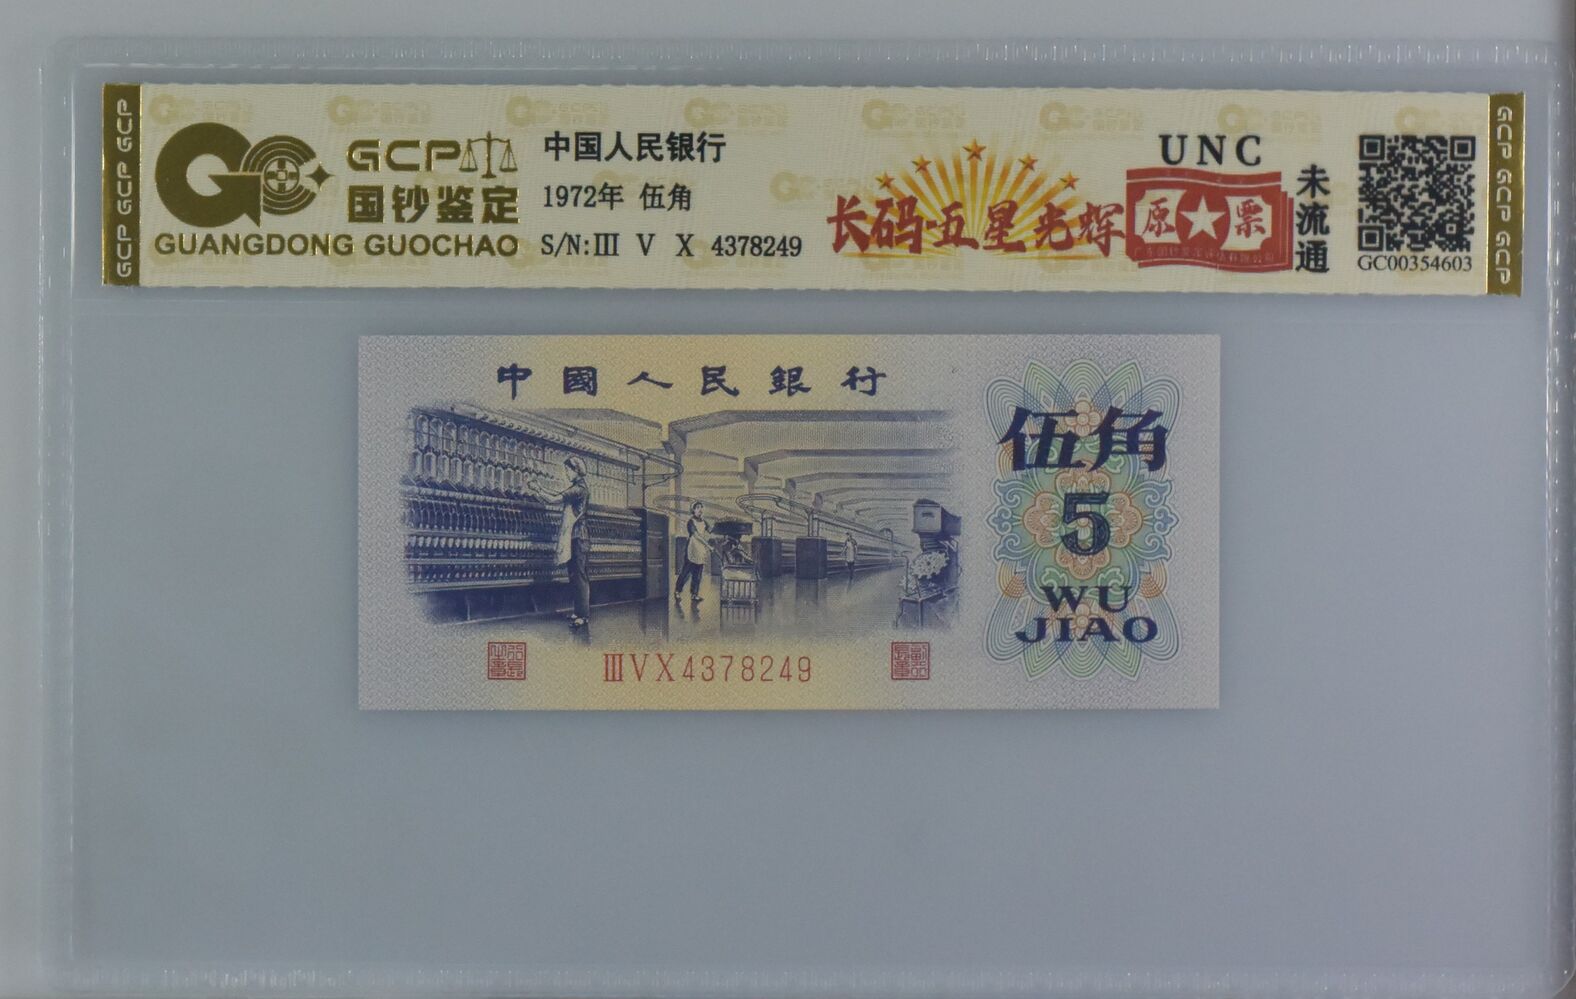 GCP GCP GCP
GCP
国钞鉴定
GUANGDONG GUOCHAO
中国人民银行
1972年 伍角
S/N:Ⅲ V X 4378249
长码·五星光辉
原★票
UNC
未流通
GC00354603
GCP GCP GCP
中國人民銀行
伍角
5
WU
JIAO
ⅢVX4378249